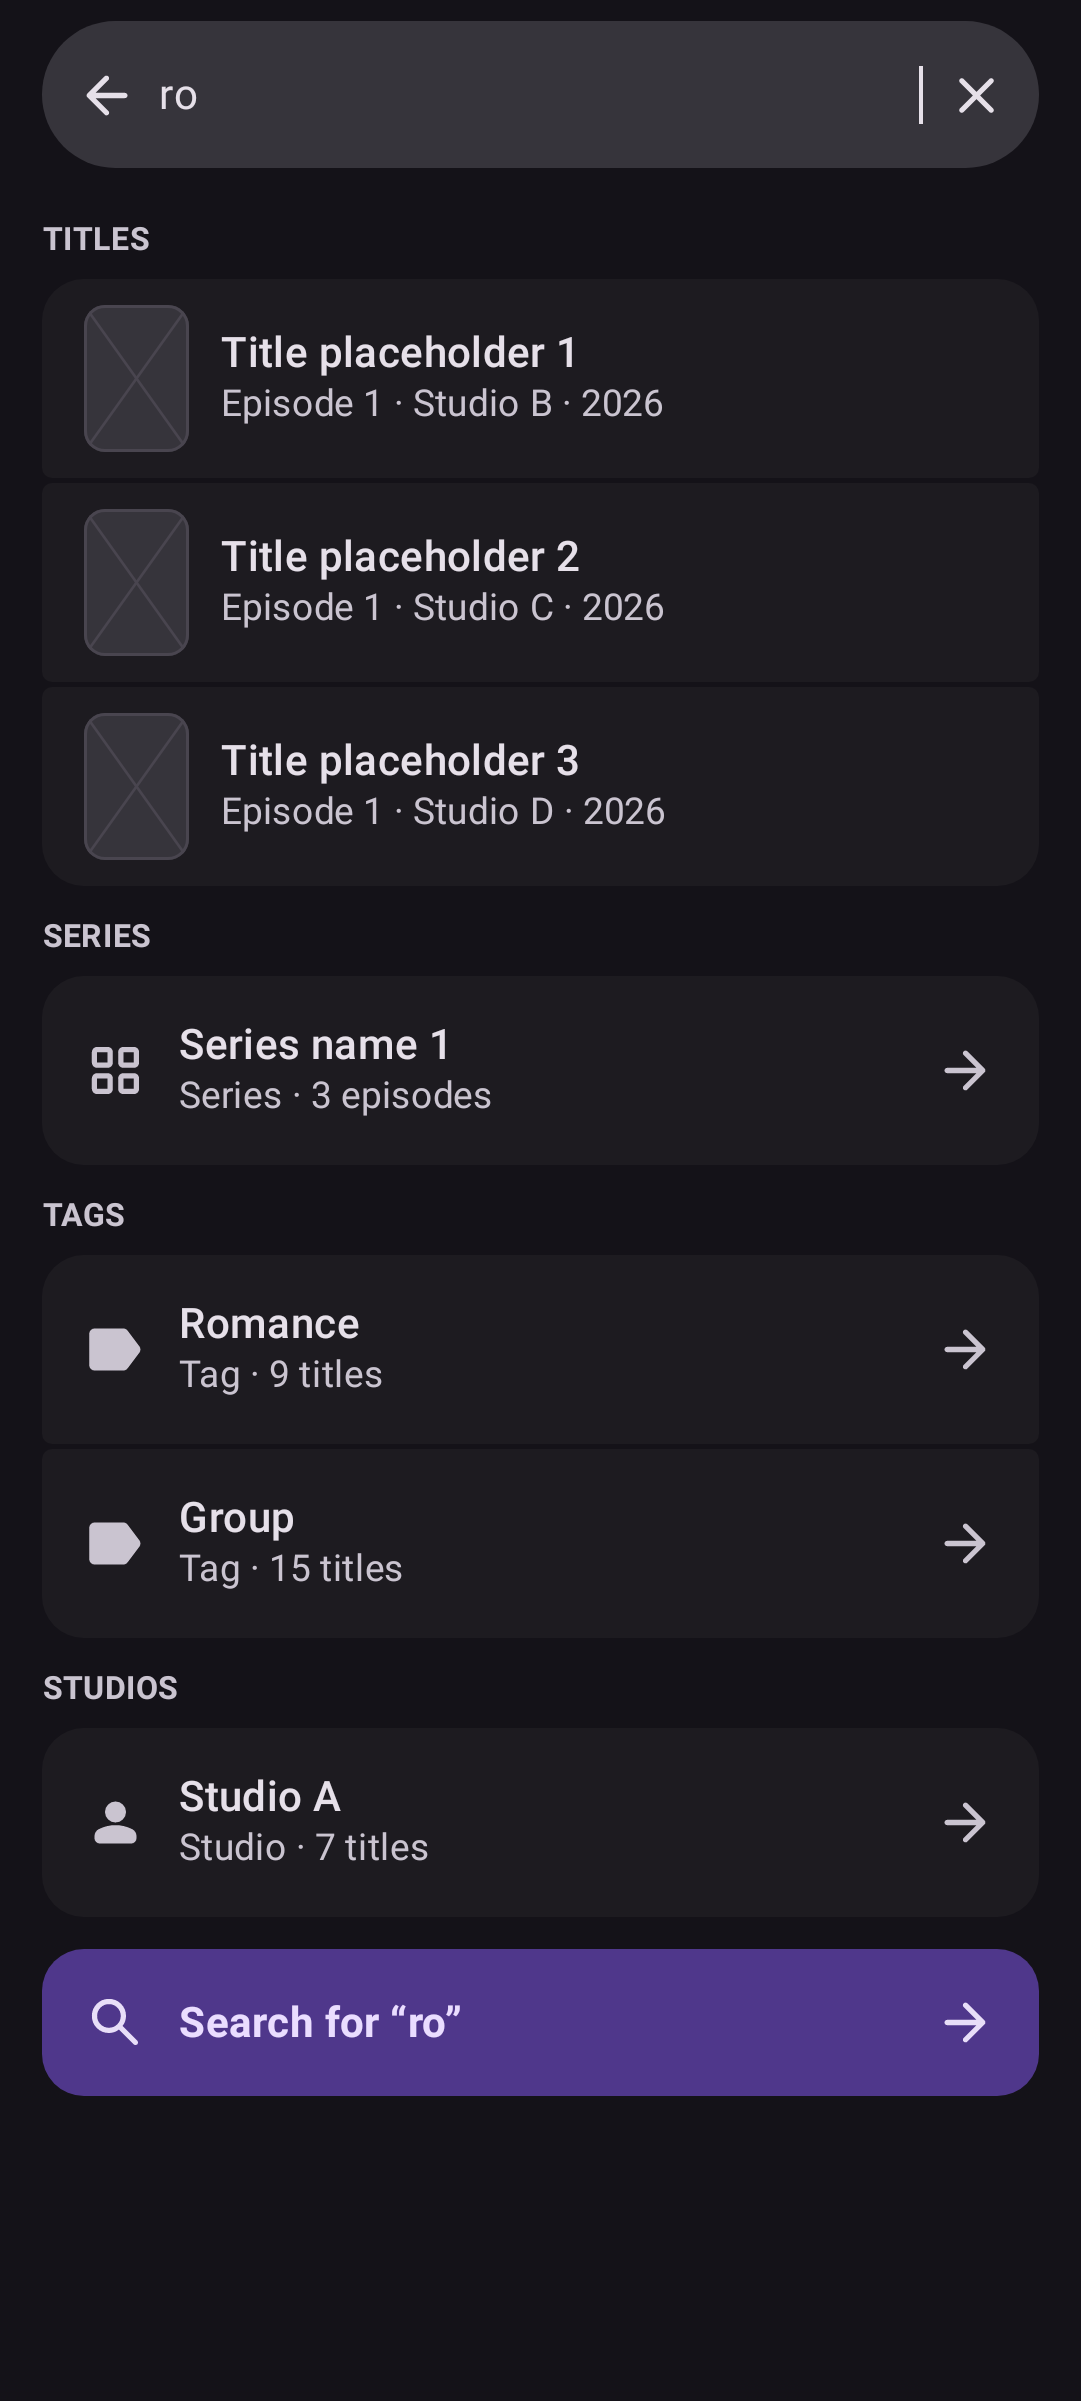 ro
TITLES
Title placeholder 1
Episode 1 · Studio B · 2026
Title placeholder 2
Episode 1 · Studio C · 2026
Title placeholder 3
Episode 1 · Studio D · 2026
SERIES
Series name 1
Series · 3 episodes
TAGS
Romance
Tag · 9 titles
Group
Tag · 15 titles
STUDIOS
Studio A
Studio · 7 titles
Search for “ro”